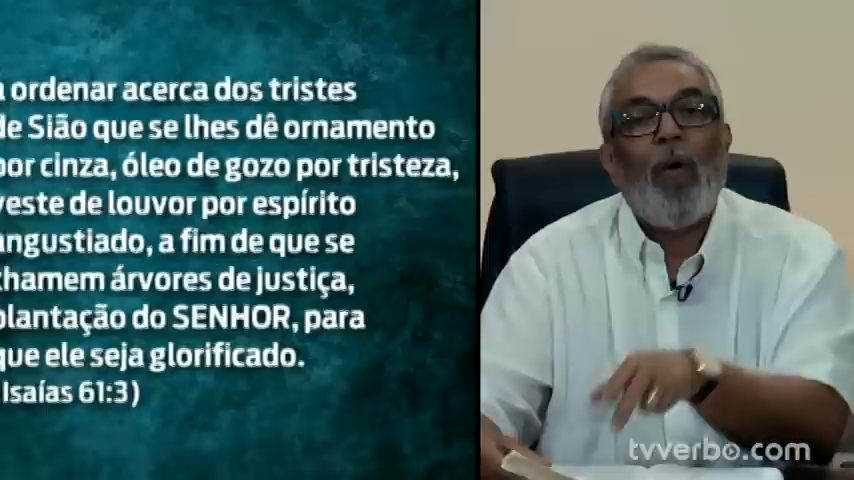 a ordenar acerca dos tristes
de Sião que se lhes dê ornamento
por cinza, óleo de gozo por tristeza,
veste de louvor por espírito
angustiado, a fim de que se
chamem árvores de justiça,
plantação do SENHOR, para
que ele seja glorificado.
Isaías 61:3)
tvverbo.com